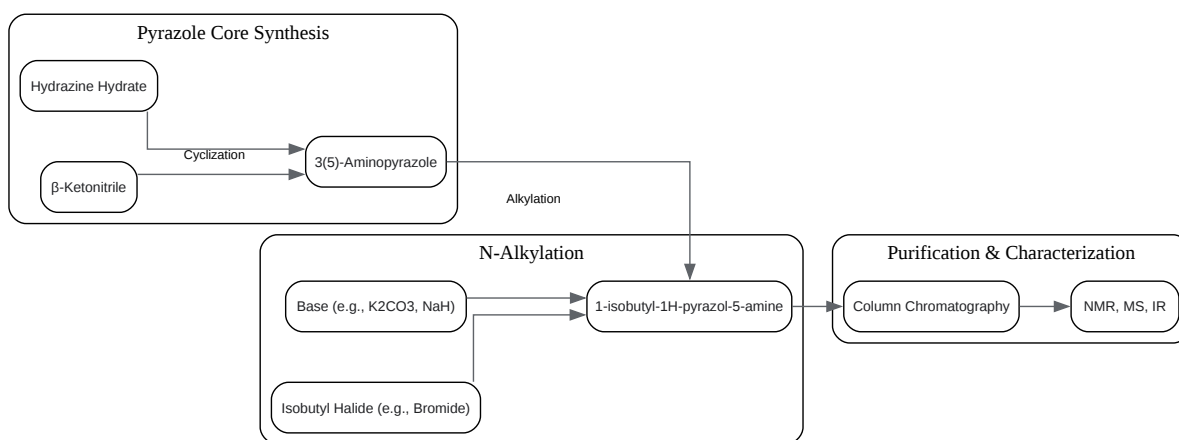 Pyrazole Core Synthesis
Hydrazine Hydrate
Cyclization
3(5)-Aminopyrazole
β-Ketonitrile
Alkylation
N-Alkylation
Base (e.g., K2CO3, NaH)
1-isobutyl-1H-pyrazol-5-amine
Isobutyl Halide (e.g., Bromide)
Purification & Characterization
Column Chromatography
NMR, MS, IR